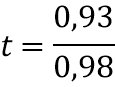 t = 0,93 / 0,98